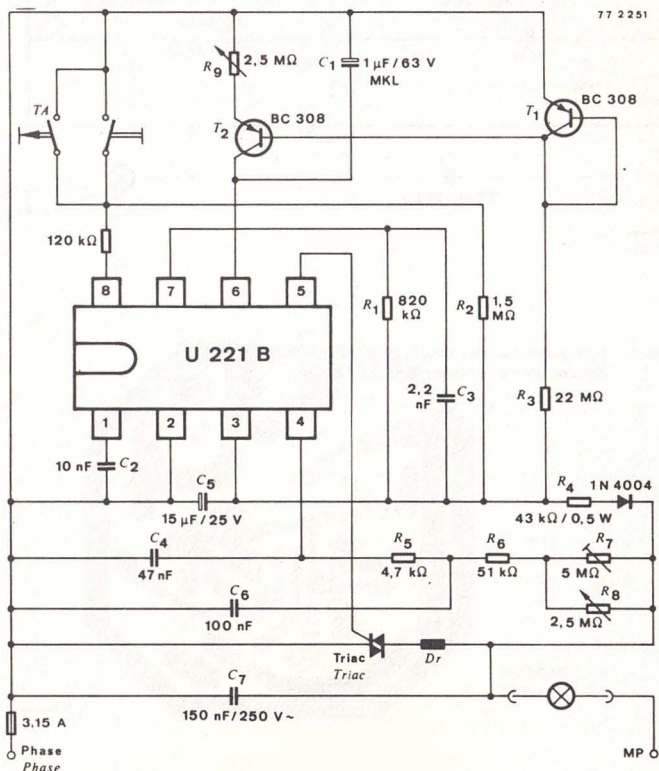 77 2251
R9 2,5 MΩ
C1 1 µF/63 V
MKL
TA
T2 BC 308
T1 BC 308
120 kΩ
8 7 6 5
R1 820 kΩ
R2 1,5 MΩ
U 221 B
2,2 nF C3
R3 22 MΩ
1 2 3 4
10 nF C2
C5
15 µF/25 V
R4 1N 4004
43 kΩ/0,5 W
C4
47 nF
R5
4,7 kΩ
R6
51 kΩ
R7
5 MΩ
C6
100 nF
R8
2,5 MΩ
Triac Dr
Triac
C7
150 nF/250 V~
3,15 A
Phase MP
Phase